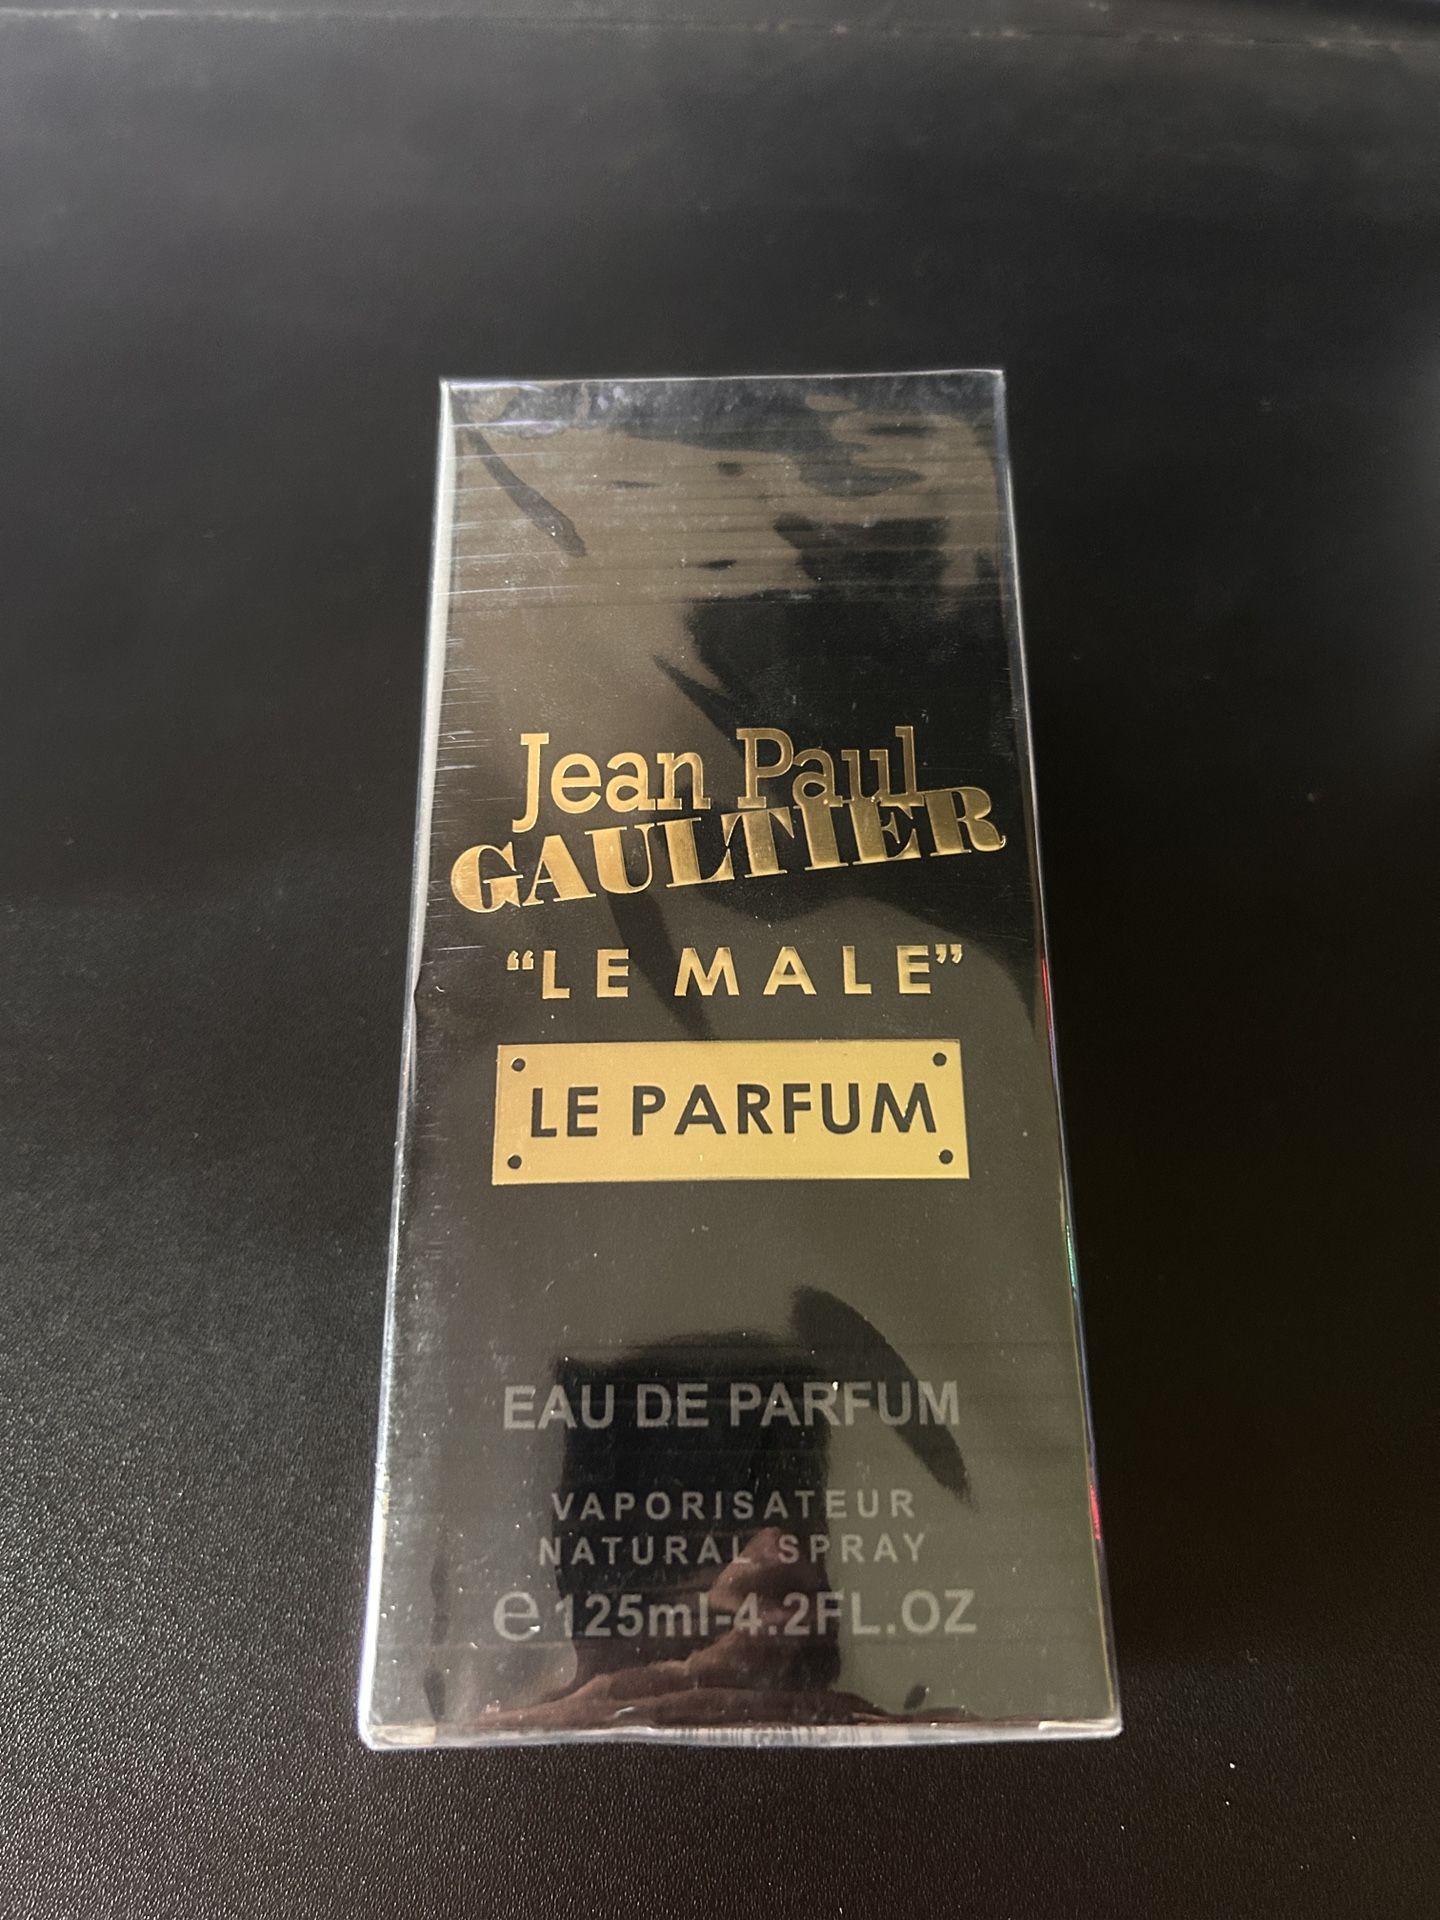 Jean Paul
GAULTIER
“LE MALE”
LE PARFUM
EAU DE PARFUM
VAPORISATEUR
NATURAL SPRAY
e 125ml-4.2FL.OZ